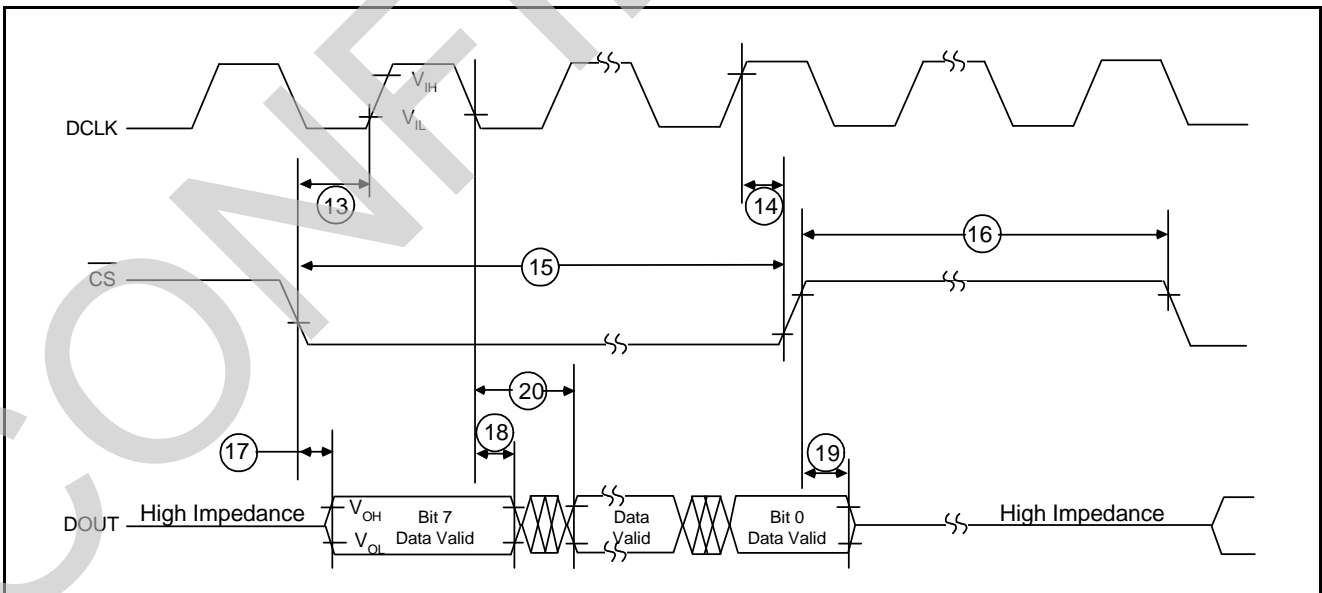 CONFI
V_IH
DCLK
V_IL
13
14
16
CS
15
20
17
18
19
DOUT High Impedance
V_OH
V_OL
Bit 7
Data Valid
Data
Valid
Bit 0
Data Valid
High Impedance